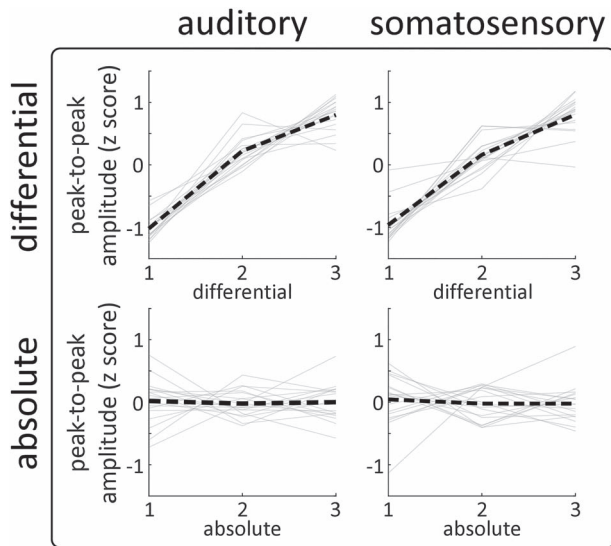 auditory somatosensory
differential
peak-to-peak
amplitude (z score)
1
0
-1
1 2 3
differential
1
0
-1
1 2 3
differential
absolute
peak-to-peak
amplitude (z score)
1
0
-1
1 2 3
absolute
1
0
-1
1 2 3
absolute